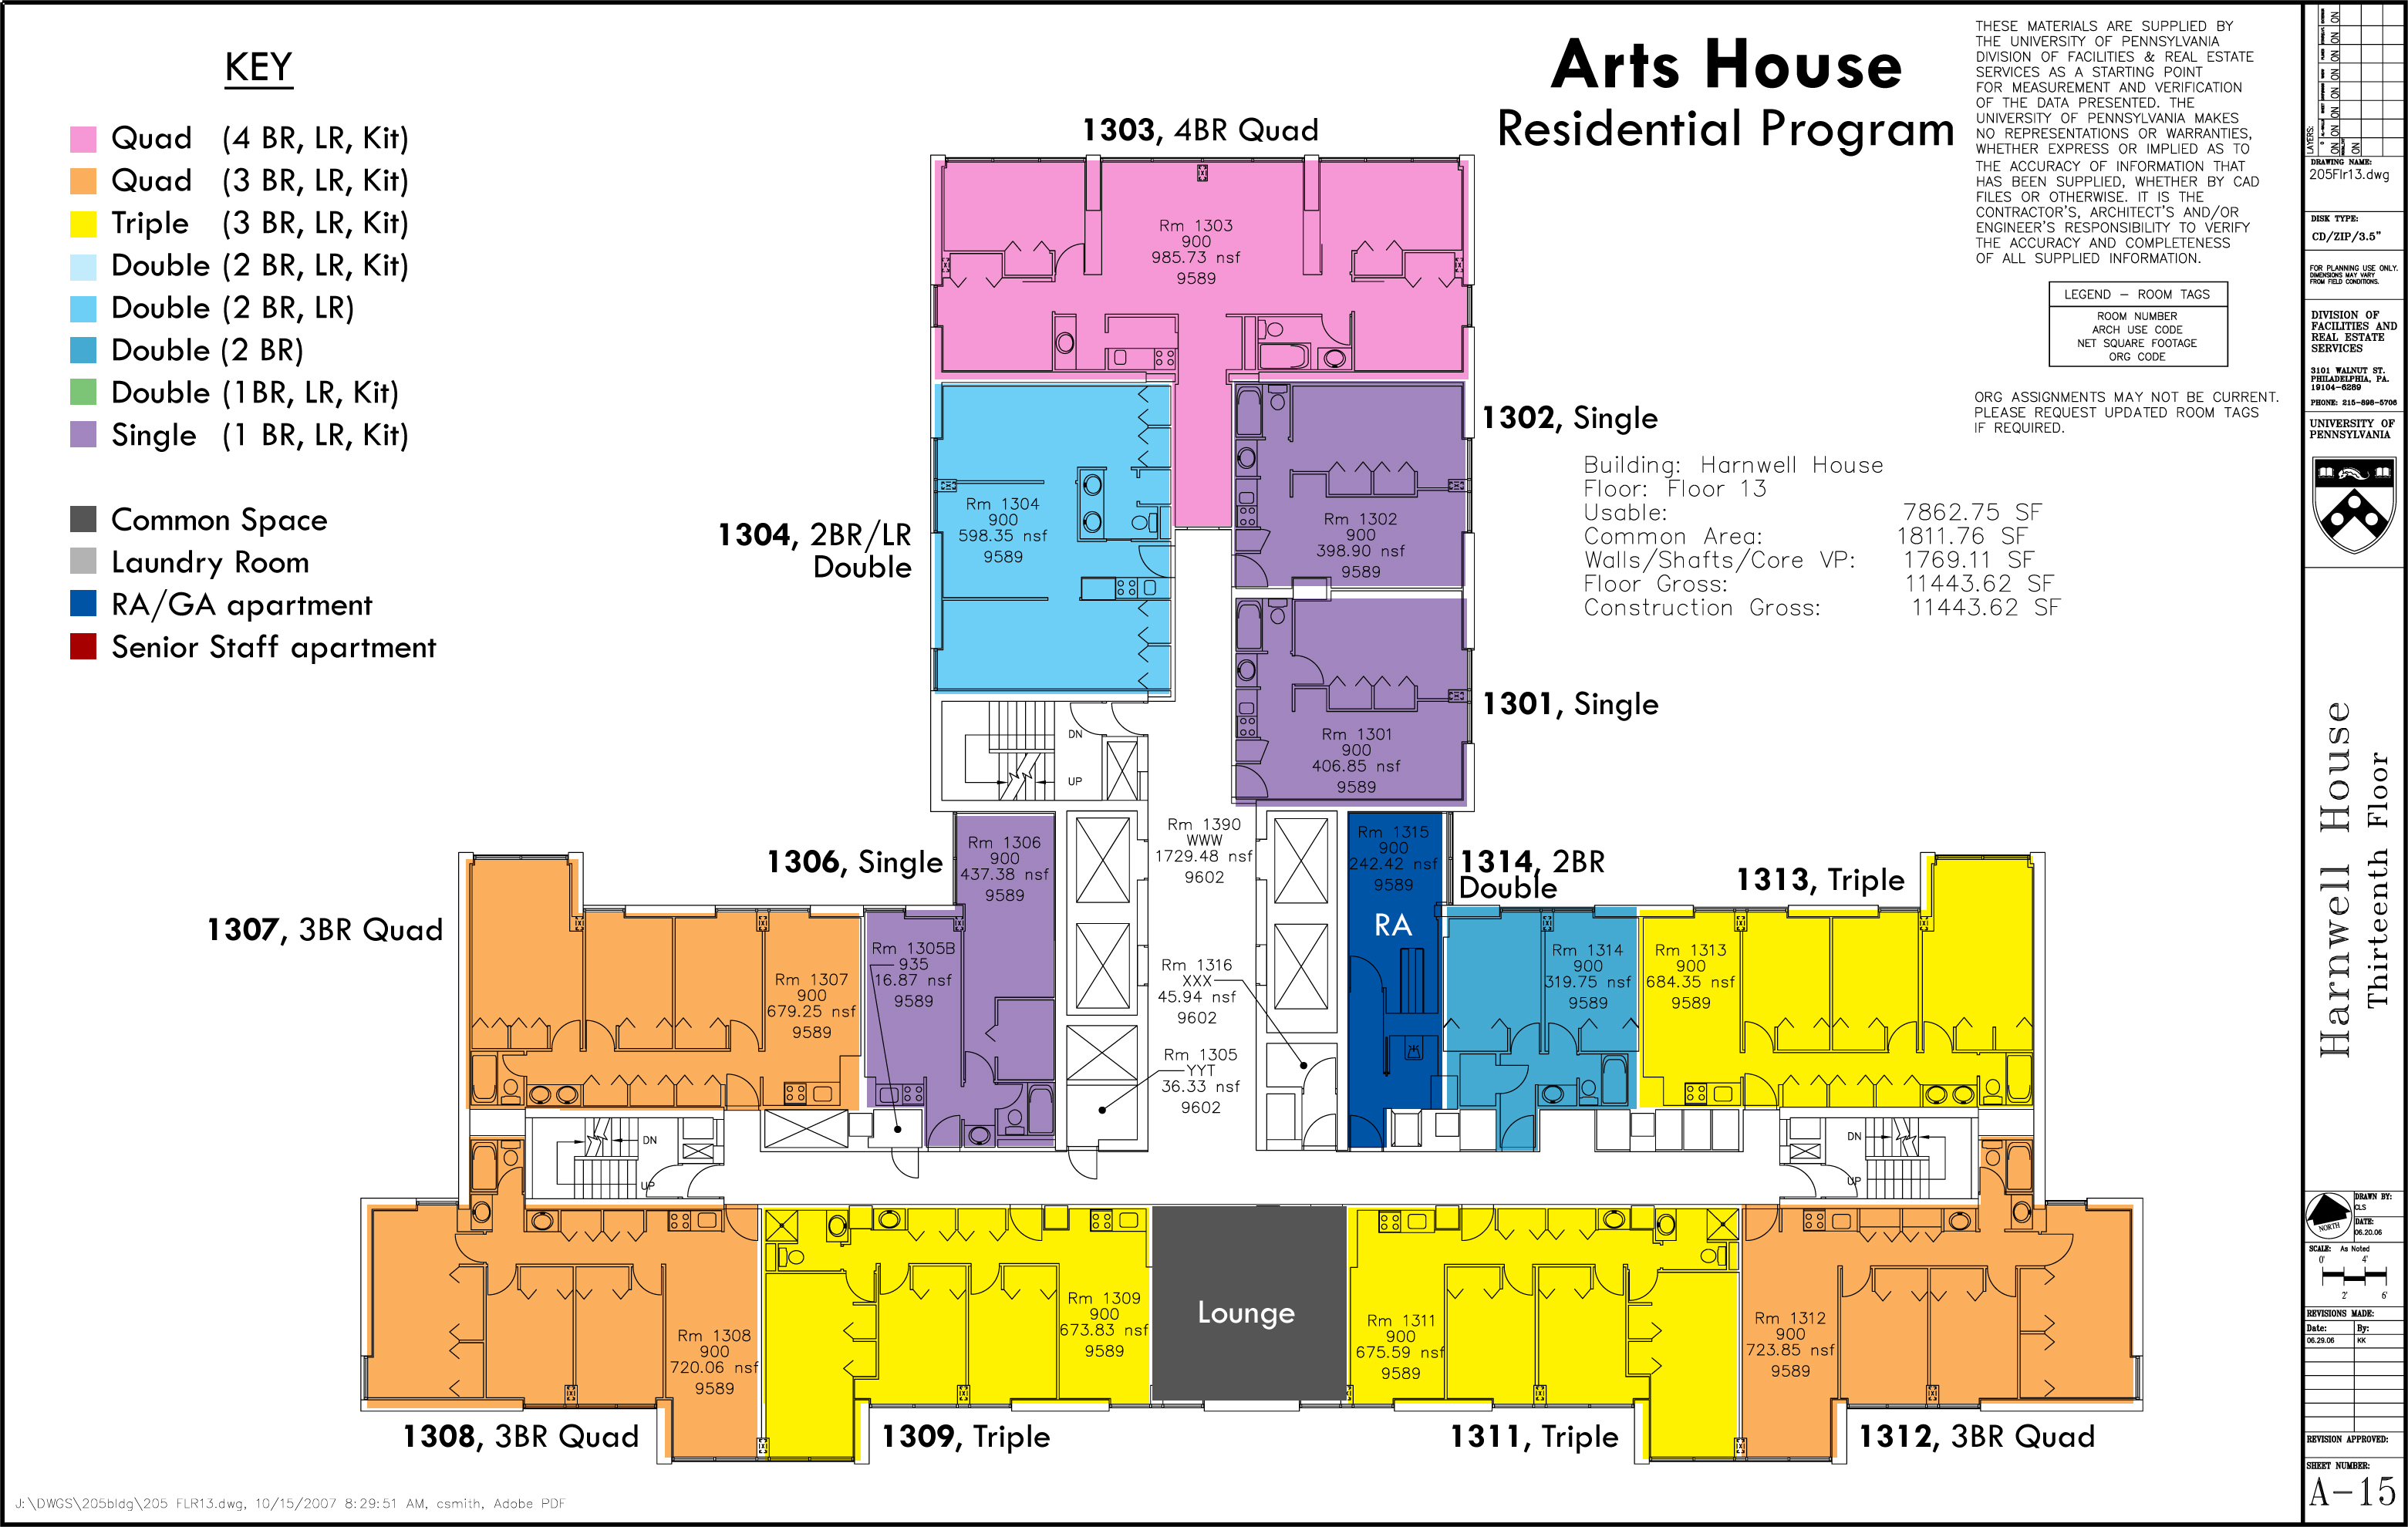 KEY
Quad (4 BR, LR, Kit)
Quad (3 BR, LR, Kit)
Triple (3 BR, LR, Kit)
Double (2 BR, LR, Kit)
Double (2 BR, LR)
Double (2 BR)
Double (1BR, LR, Kit)
Single (1 BR, LR, Kit)
Common Space
Laundry Room
RA/GA apartment
Senior Staff apartment
Arts House
Residential Program
THESE MATERIALS ARE SUPPLIED BY
THE UNIVERSITY OF PENNSYLVANIA
DIVISION OF FACILITIES & REAL ESTATE
SERVICES AS A STARTING POINT
FOR MEASUREMENT AND VERIFICATION
OF THE DATA PRESENTED. THE
UNIVERSITY OF PENNSYLVANIA MAKES
NO REPRESENTATIONS OR WARRANTIES,
WHETHER EXPRESS OR IMPLIED AS TO
THE ACCURACY OF INFORMATION THAT
HAS BEEN SUPPLIED, WHETHER BY CAD
FILES OR OTHERWISE. IT IS THE
CONTRACTOR'S, ARCHITECT'S AND/OR
ENGINEER'S RESPONSIBILITY TO VERIFY
THE ACCURACY AND COMPLETENESS
OF ALL SUPPLIED INFORMATION.
LEGEND – ROOM TAGS
ROOM NUMBER
ARCH USE CODE
NET SQUARE FOOTAGE
ORG CODE
ORG ASSIGNMENTS MAY NOT BE CURRENT.
PLEASE REQUEST UPDATED ROOM TAGS
IF REQUIRED.
Building: Harnwell House
Floor: Floor 13
Usable: 7862.75 SF
Common Area: 1811.76 SF
Walls/Shafts/Core VP: 1769.11 SF
Floor Gross: 11443.62 SF
Construction Gross: 11443.62 SF
1303, 4BR Quad
Rm 1303
900
985.73 nsf
9589
1304, 2BR/LR
Double
Rm 1304
900
598.35 nsf
9589
1302, Single
Rm 1302
900
398.90 nsf
9589
1301, Single
Rm 1301
900
406.85 nsf
9589
DN
UP
1306, Single
Rm 1306
900
437.38 nsf
9589
Rm 1390
WWW
1729.48 nsf
9602
Rm 1315
900
242.42 nsf
9589
RA
1314, 2BR
Double
1313, Triple
1307, 3BR Quad
Rm 1307
900
679.25 nsf
9589
Rm 1305B
935
16.87 nsf
9589
Rm 1316
XXX
45.94 nsf
9602
Rm 1305
YYT
36.33 nsf
9602
Rm 1314
900
319.75 nsf
9589
Rm 1313
900
684.35 nsf
9589
DN
UP
DN
UP
Rm 1308
900
720.06 nsf
9589
Rm 1309
900
673.83 nsf
9589
Lounge
Rm 1311
900
675.59 nsf
9589
Rm 1312
900
723.85 nsf
9589
1308, 3BR Quad
1309, Triple
1311, Triple
1312, 3BR Quad
J:\DWGS\205bldg\205 FLR13.dwg, 10/15/2007 8:29:51 AM, csmith, Adobe PDF
LAYERS:
ON ON ON ON ON ON ON
ON
DRAWING NAME:
205Flr13.dwg
DISK TYPE:
CD/ZIP/3.5"
FOR PLANNING USE ONLY.
DIMENSIONS MAY VARY
FROM FIELD CONDITIONS.
DIVISION OF
FACILITIES AND
REAL ESTATE
SERVICES
3101 WALNUT ST.
PHILADELPHIA, PA.
19104-6289
PHONE: 215-898-5706
UNIVERSITY OF
PENNSYLVANIA
Harnwell House
Thirteenth Floor
NORTH
DRAWN BY:
CLS
DATE:
06.20.06
SCALE: As Noted
0' 4'
2' 6'
REVISIONS MADE:
Date: By:
06.29.06 KK
REVISION APPROVED:
SHEET NUMBER:
A-15